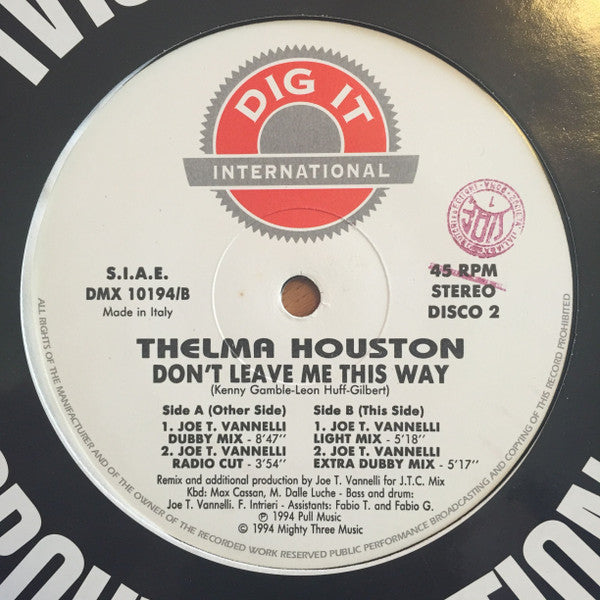 DIG IT
INTERNATIONAL
S.I.A.E.
DMX 10194/B
Made in Italy
45 RPM
STEREO
DISCO 2
THELMA HOUSTON
DON'T LEAVE ME THIS WAY
(Kenny Gamble-Leon Huff-Gilbert)
Side A (Other Side)
1. JOE T. VANNELLI
DUBBY MIX - 8'47''
2. JOE T. VANNELLI
RADIO CUT - 3'54''
Side B (This Side)
1. JOE T. VANNELLI
LIGHT MIX - 5'18''
2. JOE T. VANNELLI
EXTRA DUBBY MIX - 5'17''
Remix and additional production by Joe T. Vannelli for J.T.C. Mix
Kbd: Max Cassan, M. Dalle Luche - Bass and drum:
Joe T. Vannelli. F. Intrieri - Assistants: Fabio T. and Fabio G.
℗ 1994 Pull Music
© 1994 Mighty Three Music
ALL RIGHTS OF THE MANUFACTURER AND OF THE OWNER OF THE RECORDED WORK RESERVED PUBLIC PERFORMANCE BROADCASTING AND COPYING OF THIS RECORD PROHIBITED